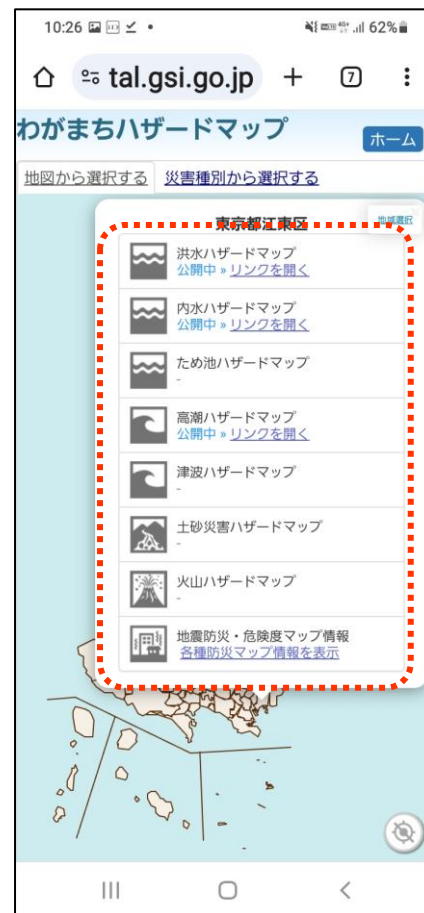 10:26
62%
tal.gsi.go.jp
7
わがまちハザードマップ
ホーム
地図から選択する 災害種別から選択する
東京都江東区
地域選択
洪水ハザードマップ
公開中 » リンクを開く
内水ハザードマップ
公開中 » リンクを開く
ため池ハザードマップ
-
高潮ハザードマップ
公開中 » リンクを開く
津波ハザードマップ
-
土砂災害ハザードマップ
-
火山ハザードマップ
-
地震防災・危険度マップ情報
各種防災マップ情報を表示